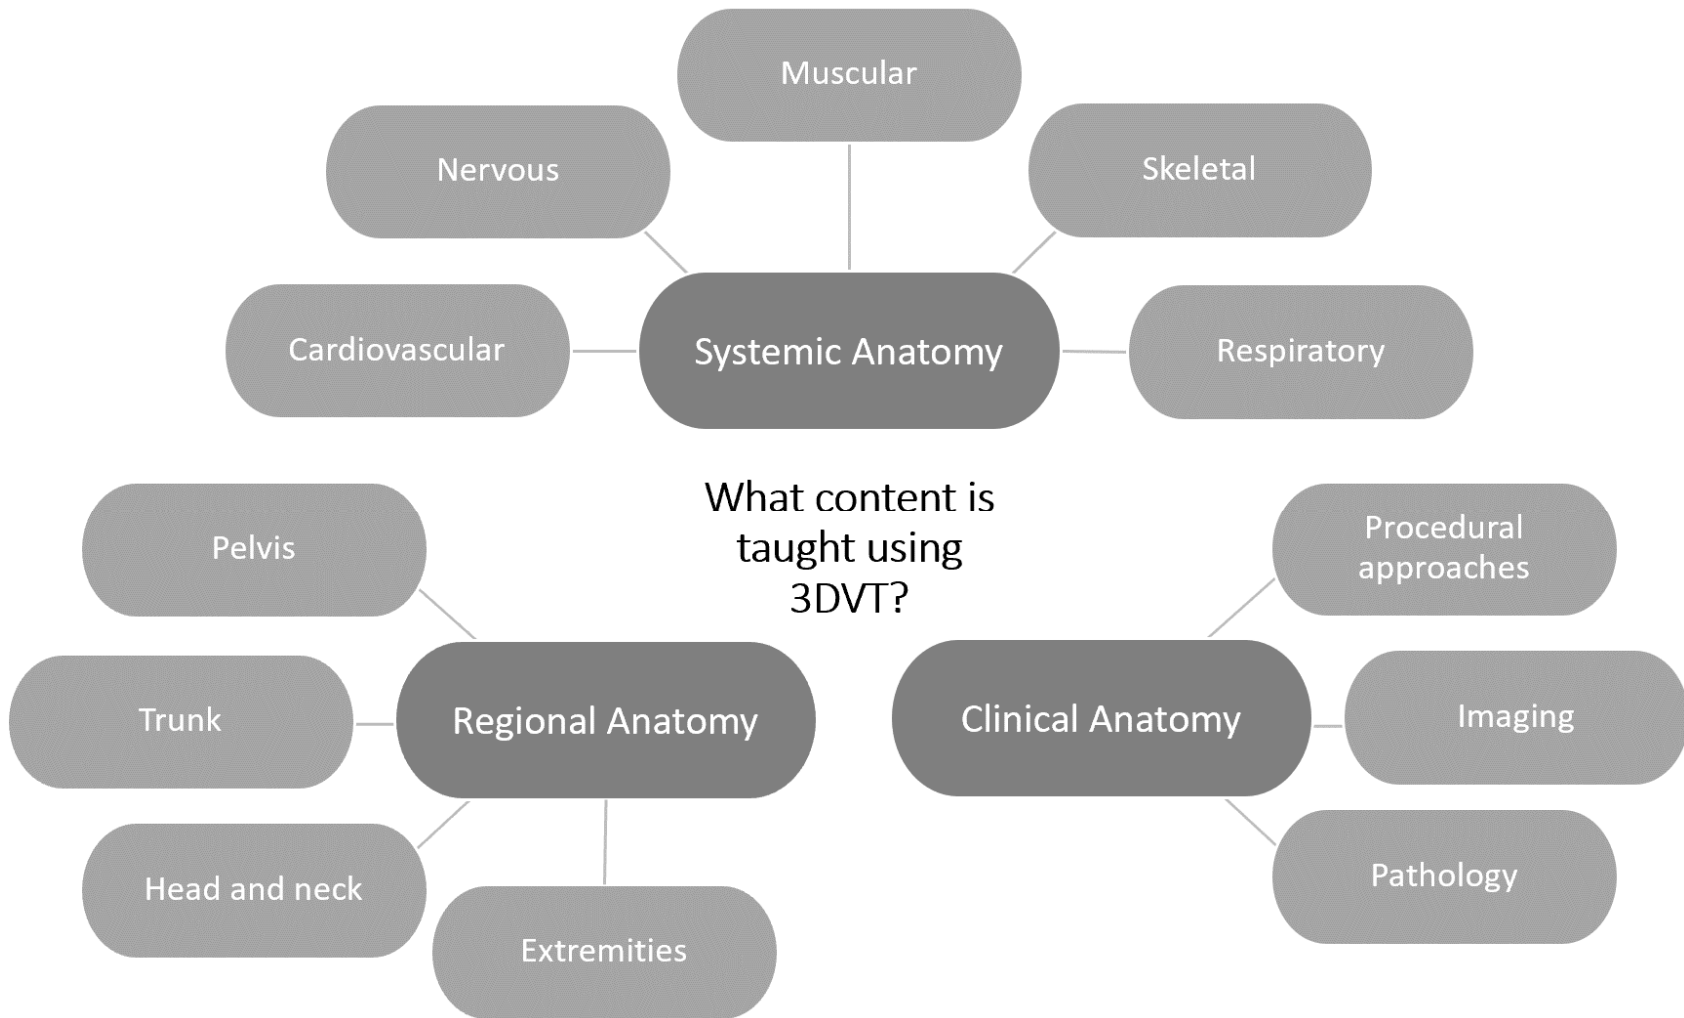 Muscular
Nervous
Skeletal
Cardiovascular
Systemic Anatomy
Respiratory
What content is
taught using
3DVT?
Pelvis
Trunk
Regional Anatomy
Head and neck
Extremities
Procedural
approaches
Clinical Anatomy
Imaging
Pathology